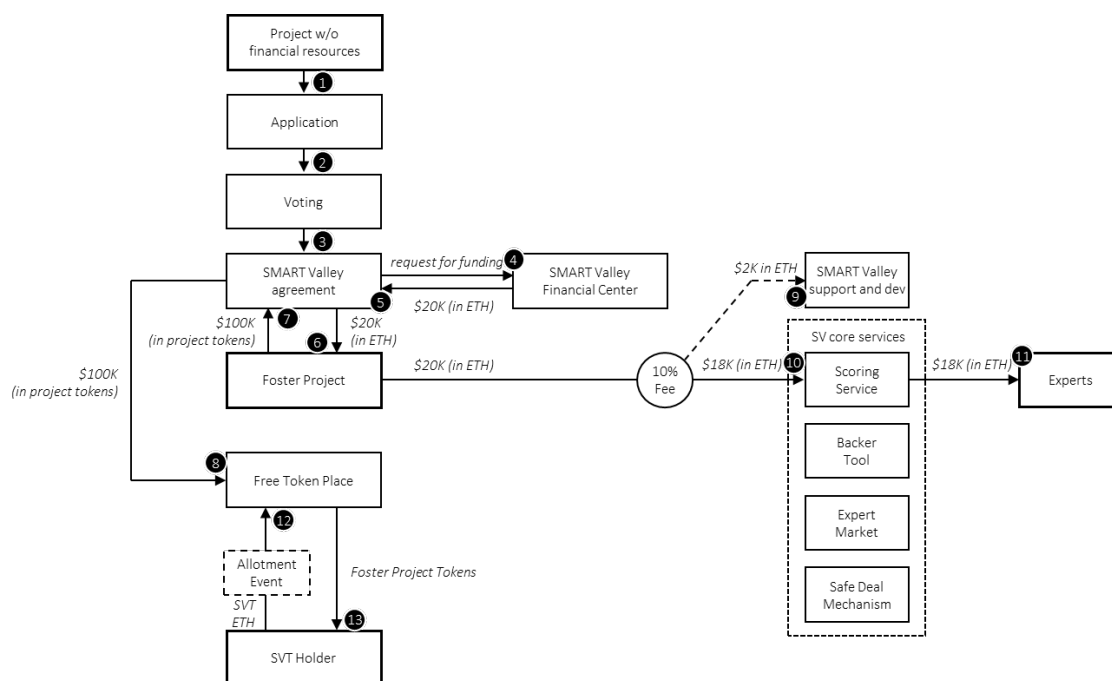 Project w/o
financial resources
1
Application
2
Voting
3
SMART Valley
agreement
request for funding
4
SMART Valley
Financial Center
5
$20K (in ETH)
$2K in ETH
9
SMART Valley
support and dev
7
$100K
(in project tokens)
6
$20K
(in ETH)
Foster Project
$20K (in ETH)
10%
Fee
$18K (in ETH)
SV core services
10
Scoring
Service
$18K (in ETH)
11
Experts
Backer
Tool
Expert
Market
Safe Deal
Mechanism
$100K
(in project tokens)
8
Free Token Place
12
Allotment
Event
SVT
ETH
Foster Project Tokens
13
SVT Holder